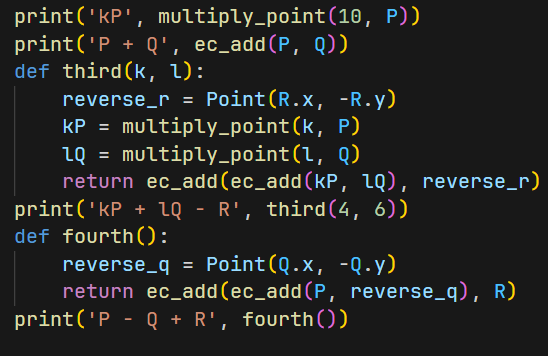 print('kP', multiply_point(10, P))
print('P + Q', ec_add(P, Q))
def third(k, l):
    reverse_r = Point(R.x, -R.y)
    kP = multiply_point(k, P)
    lQ = multiply_point(l, Q)
    return ec_add(ec_add(kP, lQ), reverse_r)
print('kP + lQ - R', third(4, 6))
def fourth():
    reverse_q = Point(Q.x, -Q.y)
    return ec_add(ec_add(P, reverse_q), R)
print('P - Q + R', fourth())